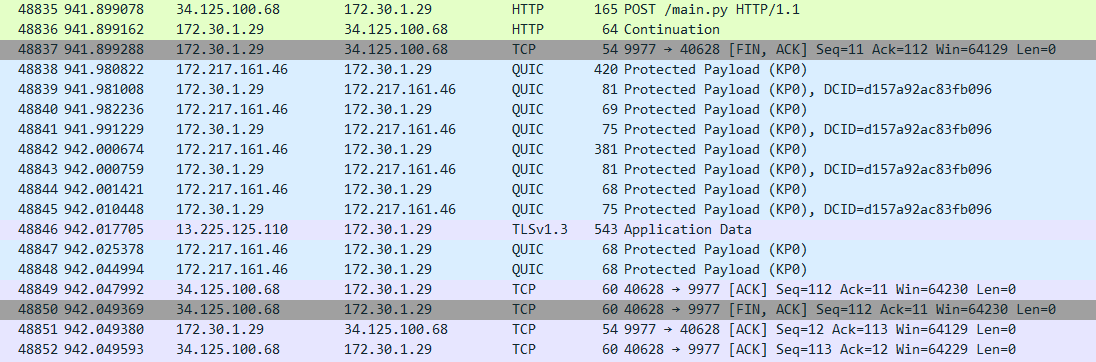 48835 941.899078 34.125.100.68 172.30.1.29 HTTP 165 POST /main.py HTTP/1.1
48836 941.899162 172.30.1.29 34.125.100.68 HTTP 64 Continuation
48837 941.899288 172.30.1.29 34.125.100.68 TCP 54 9977 → 40628 [FIN, ACK] Seq=11 Ack=112 Win=64129 Len=0
48838 941.980822 172.217.161.46 172.30.1.29 QUIC 420 Protected Payload (KP0)
48839 941.981008 172.30.1.29 172.217.161.46 QUIC 81 Protected Payload (KP0), DCID=d157a92ac83fb096
48840 941.982236 172.217.161.46 172.30.1.29 QUIC 69 Protected Payload (KP0)
48841 941.991229 172.30.1.29 172.217.161.46 QUIC 75 Protected Payload (KP0), DCID=d157a92ac83fb096
48842 942.000674 172.217.161.46 172.30.1.29 QUIC 381 Protected Payload (KP0)
48843 942.000759 172.30.1.29 172.217.161.46 QUIC 81 Protected Payload (KP0), DCID=d157a92ac83fb096
48844 942.001421 172.217.161.46 172.30.1.29 QUIC 68 Protected Payload (KP0)
48845 942.010448 172.30.1.29 172.217.161.46 QUIC 75 Protected Payload (KP0), DCID=d157a92ac83fb096
48846 942.017705 13.225.125.110 172.30.1.29 TLSv1.3 543 Application Data
48847 942.025378 172.217.161.46 172.30.1.29 QUIC 68 Protected Payload (KP0)
48848 942.044994 172.217.161.46 172.30.1.29 QUIC 68 Protected Payload (KP0)
48849 942.047992 34.125.100.68 172.30.1.29 TCP 60 40628 → 9977 [ACK] Seq=112 Ack=11 Win=64230 Len=0
48850 942.049369 34.125.100.68 172.30.1.29 TCP 60 40628 → 9977 [FIN, ACK] Seq=112 Ack=11 Win=64230 Len=0
48851 942.049380 172.30.1.29 34.125.100.68 TCP 54 9977 → 40628 [ACK] Seq=12 Ack=113 Win=64129 Len=0
48852 942.049593 34.125.100.68 172.30.1.29 TCP 60 40628 → 9977 [ACK] Seq=113 Ack=12 Win=64229 Len=0